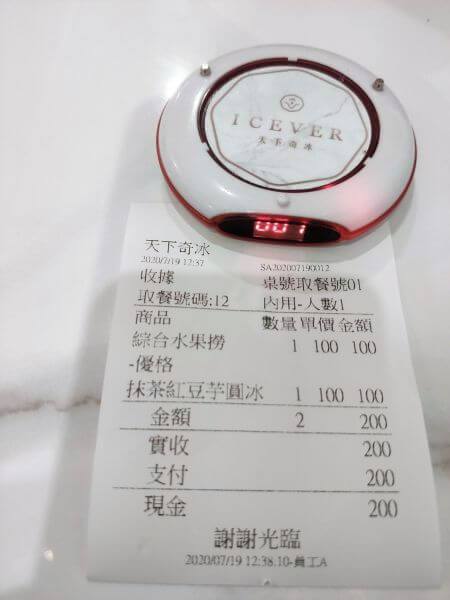 ICEVER
天下奇冰
001
天下奇冰
2020/7/19 12:37 SA202007190012
收據 桌號取餐號01
取餐號碼:12 內用-人數1
商品 數量 單價 金額
綜台水果撈 1 100 100
-優格
抹茶紅豆芋圓冰 1 100 100
金額 2 200
實收 200
支付 200
現金 200
謝謝光臨
2020/07/19 12:38.10-員工A